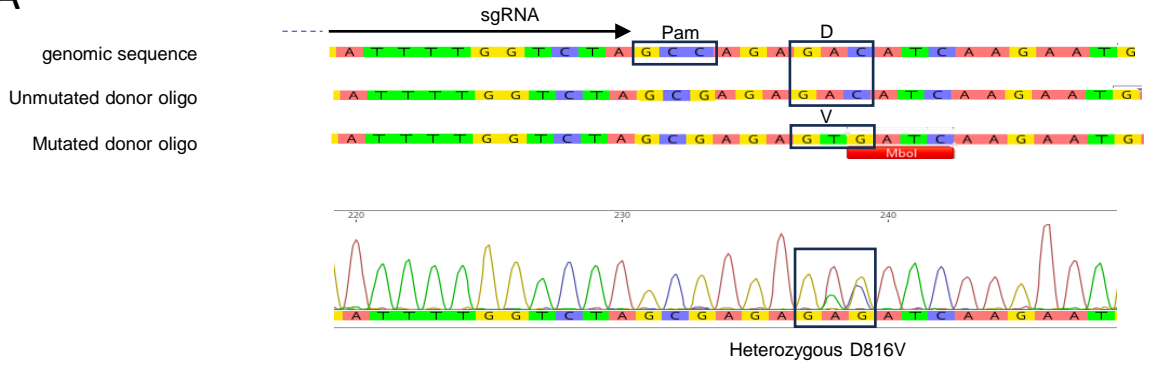 sgRNA
Pam
D
genomic sequence
A T T T T G G T C T A G C C A G A G A C A T C A A G A A T G
Unmutated donor oligo
A T T T T G G T C T A G C G A G A G A C A T C A A G A A T G
V
Mutated donor oligo
A T T T T G G T C T A G C G A G A G T G A T C A A G A A T G
MboI
220
230
240
A T T T T G G T C T A G C G A G A G A G A T C A A G A A T
Heterozygous D816V